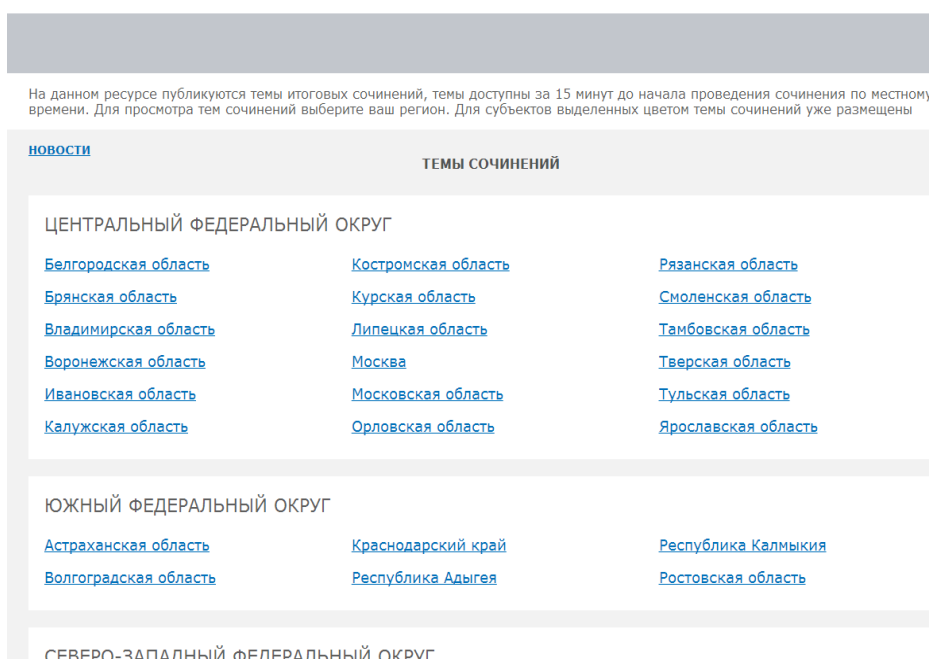 На данном ресурсе публикуются темы итоговых сочинений, темы доступны за 15 минут до начала проведения сочинения по местному
времени. Для просмотра тем сочинений выберите ваш регион. Для субъектов выделенных цветом темы сочинений уже размещены
НОВОСТИ
ТЕМЫ СОЧИНЕНИЙ
ЦЕНТРАЛЬНЫЙ ФЕДЕРАЛЬНЫЙ ОКРУГ
Белгородская область Костромская область Рязанская область
Брянская область Курская область Смоленская область
Владимирская область Липецкая область Тамбовская область
Воронежская область Москва Тверская область
Ивановская область Московская область Тульская область
Калужская область Орловская область Ярославская область
ЮЖНЫЙ ФЕДЕРАЛЬНЫЙ ОКРУГ
Астраханская область Краснодарский край Республика Калмыкия
Волгоградская область Республика Адыгея Ростовская область
СЕВЕРО-ЗАПАДНЫЙ ФЕДЕРАЛЬНЫЙ ОКРУГ